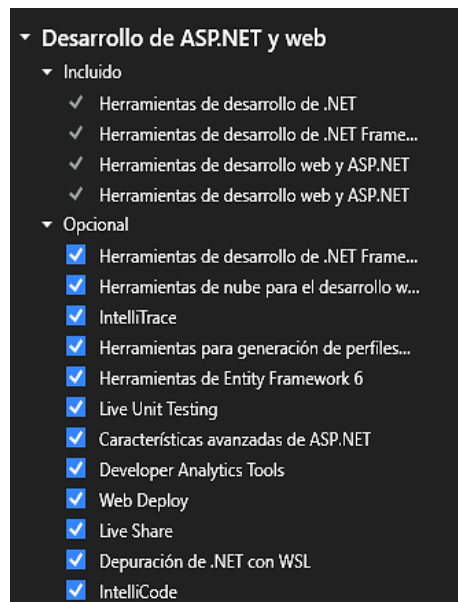 Desarrollo de ASP.NET y web
Incluido
Herramientas de desarrollo de .NET
Herramientas de desarrollo de .NET Frame...
Herramientas de desarrollo web y ASP.NET
Herramientas de desarrollo web y ASP.NET
Opcional
Herramientas de desarrollo de .NET Frame...
Herramientas de nube para el desarrollo w...
IntelliTrace
Herramientas para generación de perfiles...
Herramientas de Entity Framework 6
Live Unit Testing
Características avanzadas de ASP.NET
Developer Analytics Tools
Web Deploy
Live Share
Depuración de .NET con WSL
IntelliCode